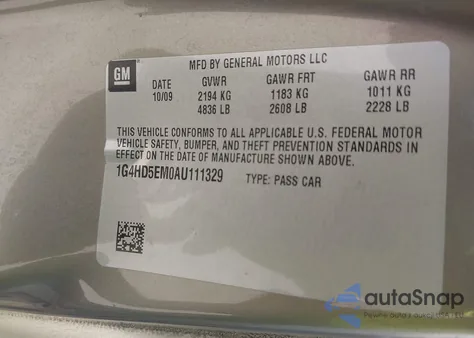 MFD BY GENERAL MOTORS LLC
GM
DATE GVWR GAWR FRT GAWR RR
10/09 2194 KG 1183 KG 1011 KG
4836 LB 2608 LB 2228 LB
THIS VEHICLE CONFORMS TO ALL APPLICABLE U.S. FEDERAL MOTOR
VEHICLE SAFETY, BUMPER, AND THEFT PREVENTION STANDARDS IN
EFFECT ON THE DATE OF MANUFACTURE SHOWN ABOVE.
1G4HD5EM0AU111329 TYPE: PASS CAR
autaSnap